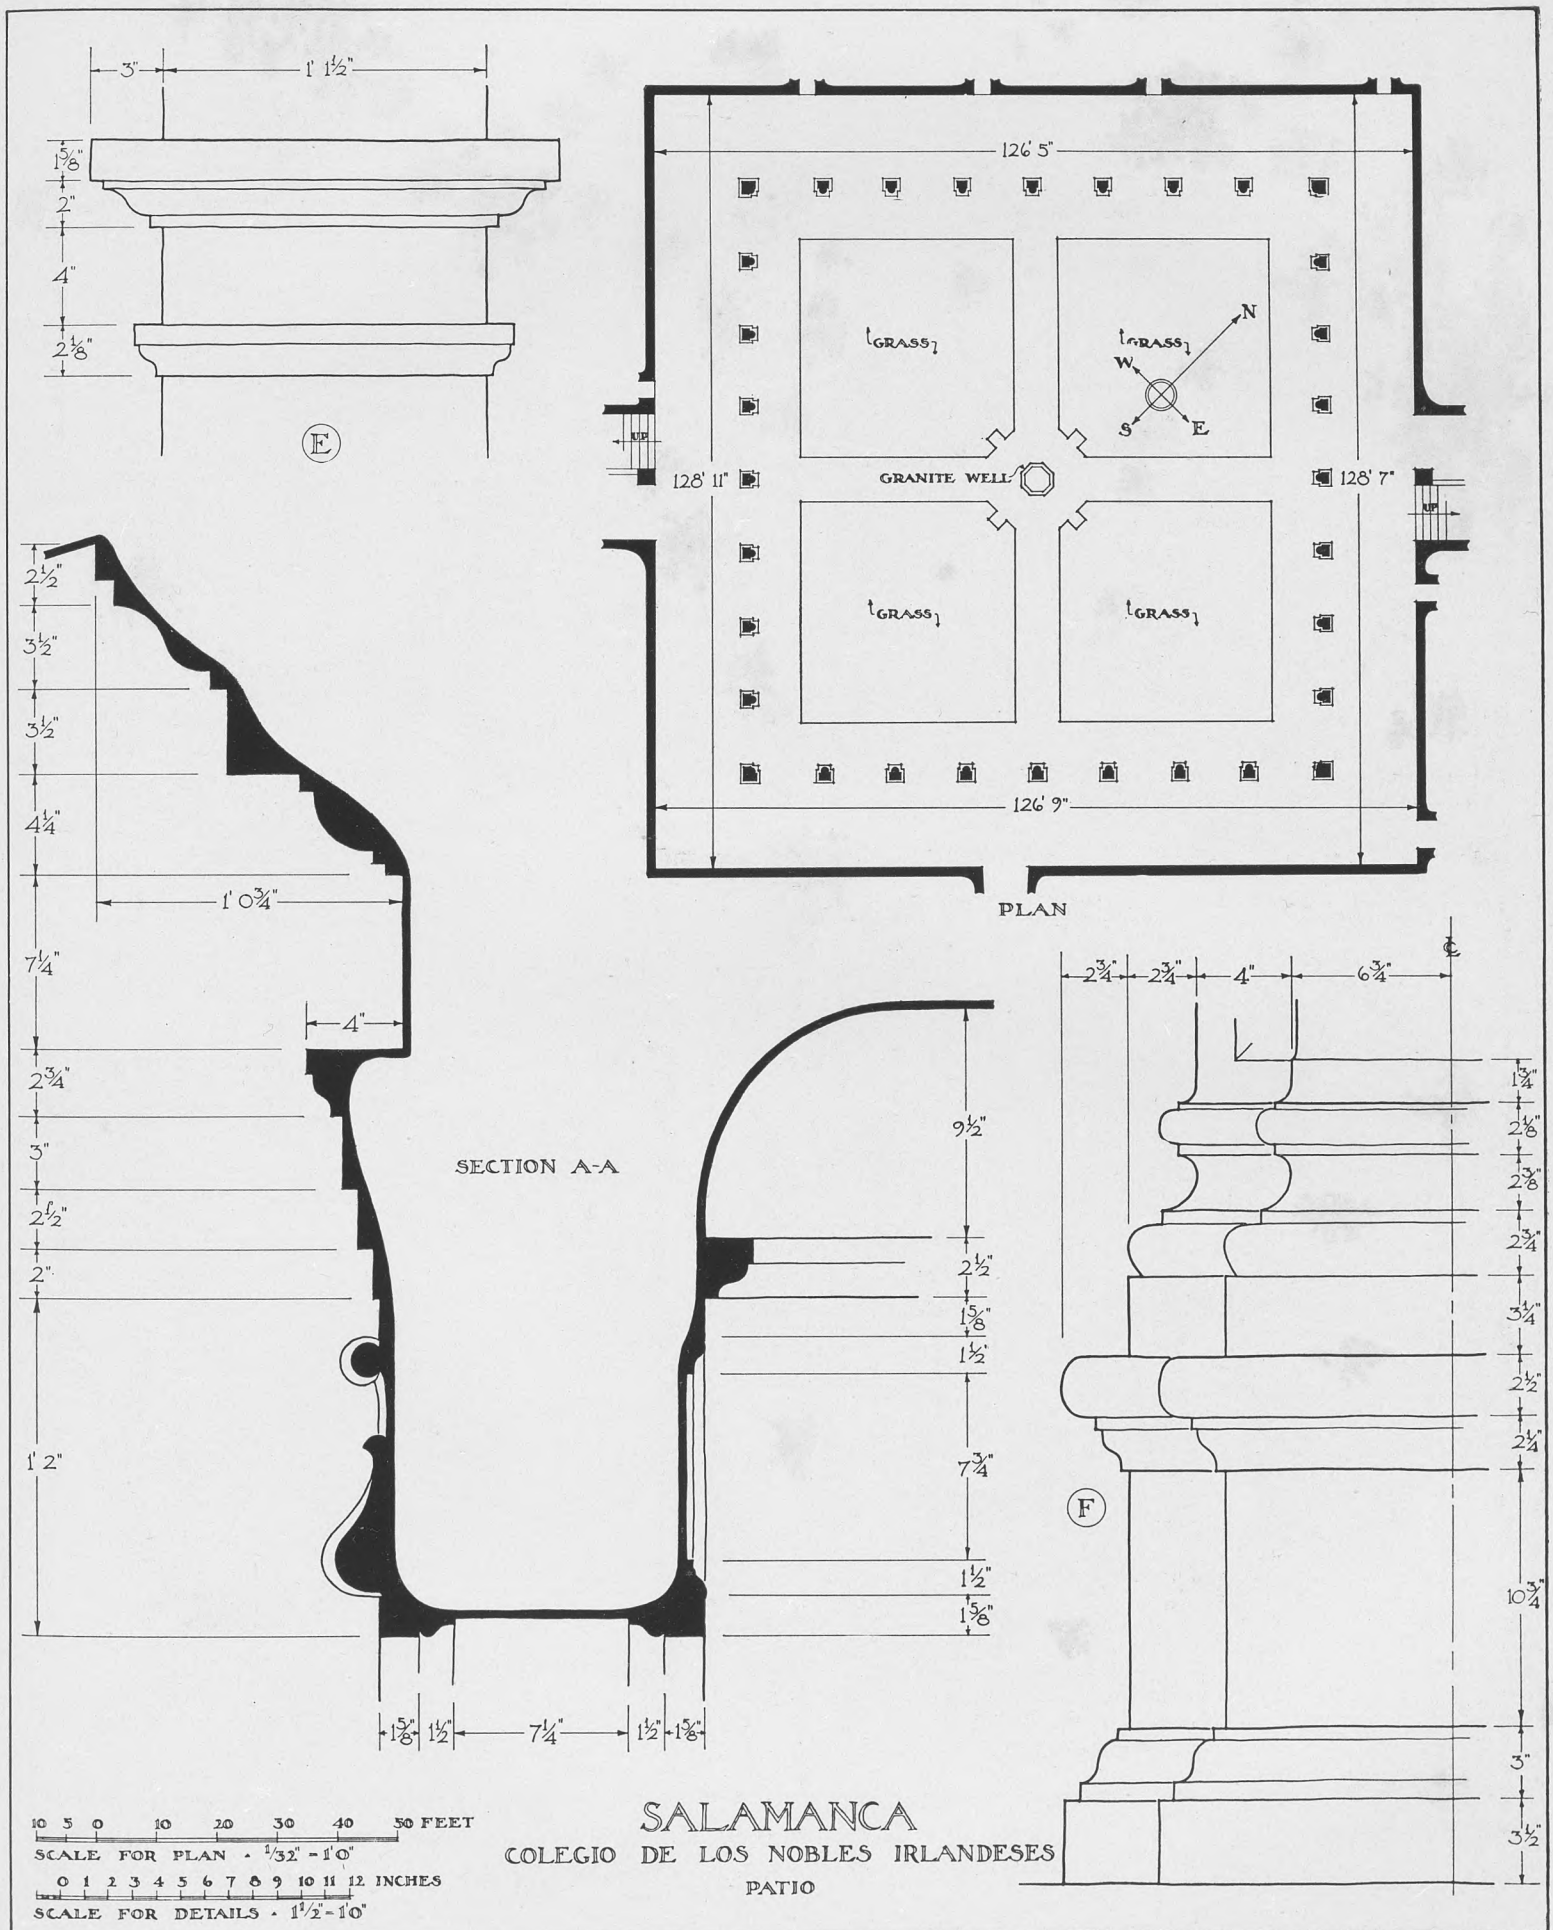 3"
1' 1½"
1⅝"
2"
4"
2⅛"
E
126' 5"
GRASS
GRASS
N
W
S
E
UP
128' 11"
GRANITE WELL
128' 7"
UP
GRASS
GRASS
126' 9"
PLAN
2½"
3½"
3½"
4¼"
1' 0¾"
7¼"
4"
2¾"
3"
2½"
2"
1' 2"
SECTION A-A
9½"
2½"
1⅝"
1½'
7¾"
1½"
1⅝"
1⅝"
1½"
7¼"
1½"
1⅝"
℄
2¾"
2¾"
4"
6¾"
1¾"
2⅛"
2⅜"
2¾"
3¼"
2½"
2¼"
F
10¾"
3"
3½"
SALAMANCA
COLEGIO DE LOS NOBLES IRLANDESES
PATIO
10 5 0 10 20 30 40 50 FEET
SCALE FOR PLAN · 1/32" = 1'0"
0 1 2 3 4 5 6 7 8 9 10 11 12 INCHES
SCALE FOR DETAILS · 1½" = 1'0"